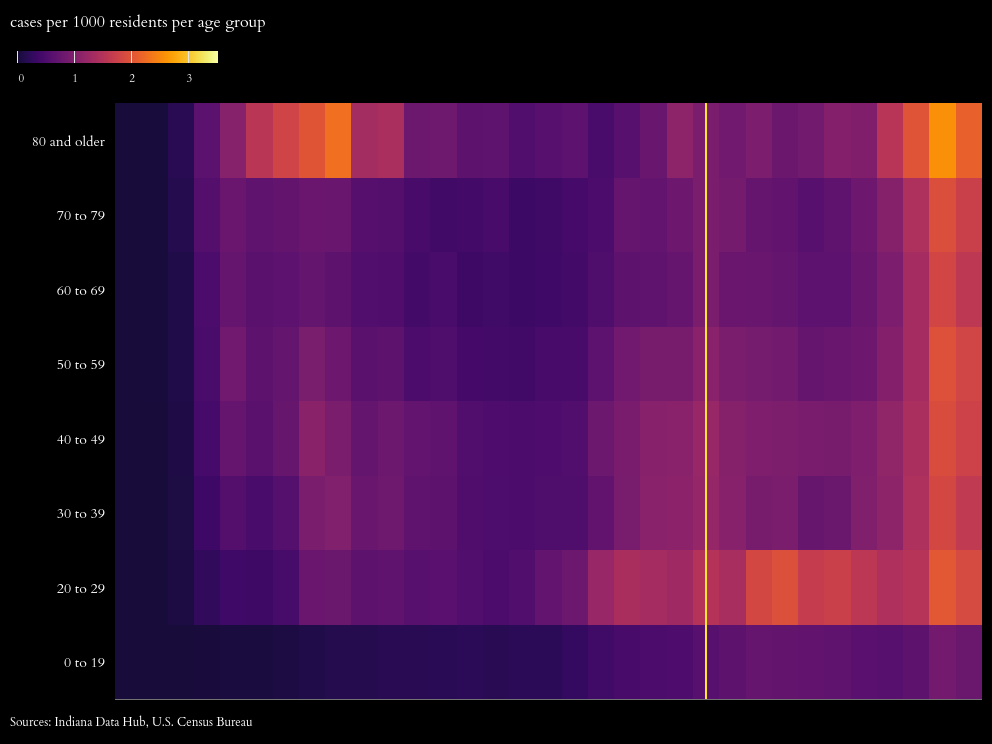 cases per 1000 residents per age group
0 1 2 3
80 and older
70 to 79
60 to 69
50 to 59
40 to 49
30 to 39
20 to 29
0 to 19
Sources: Indiana Data Hub, U.S. Census Bureau